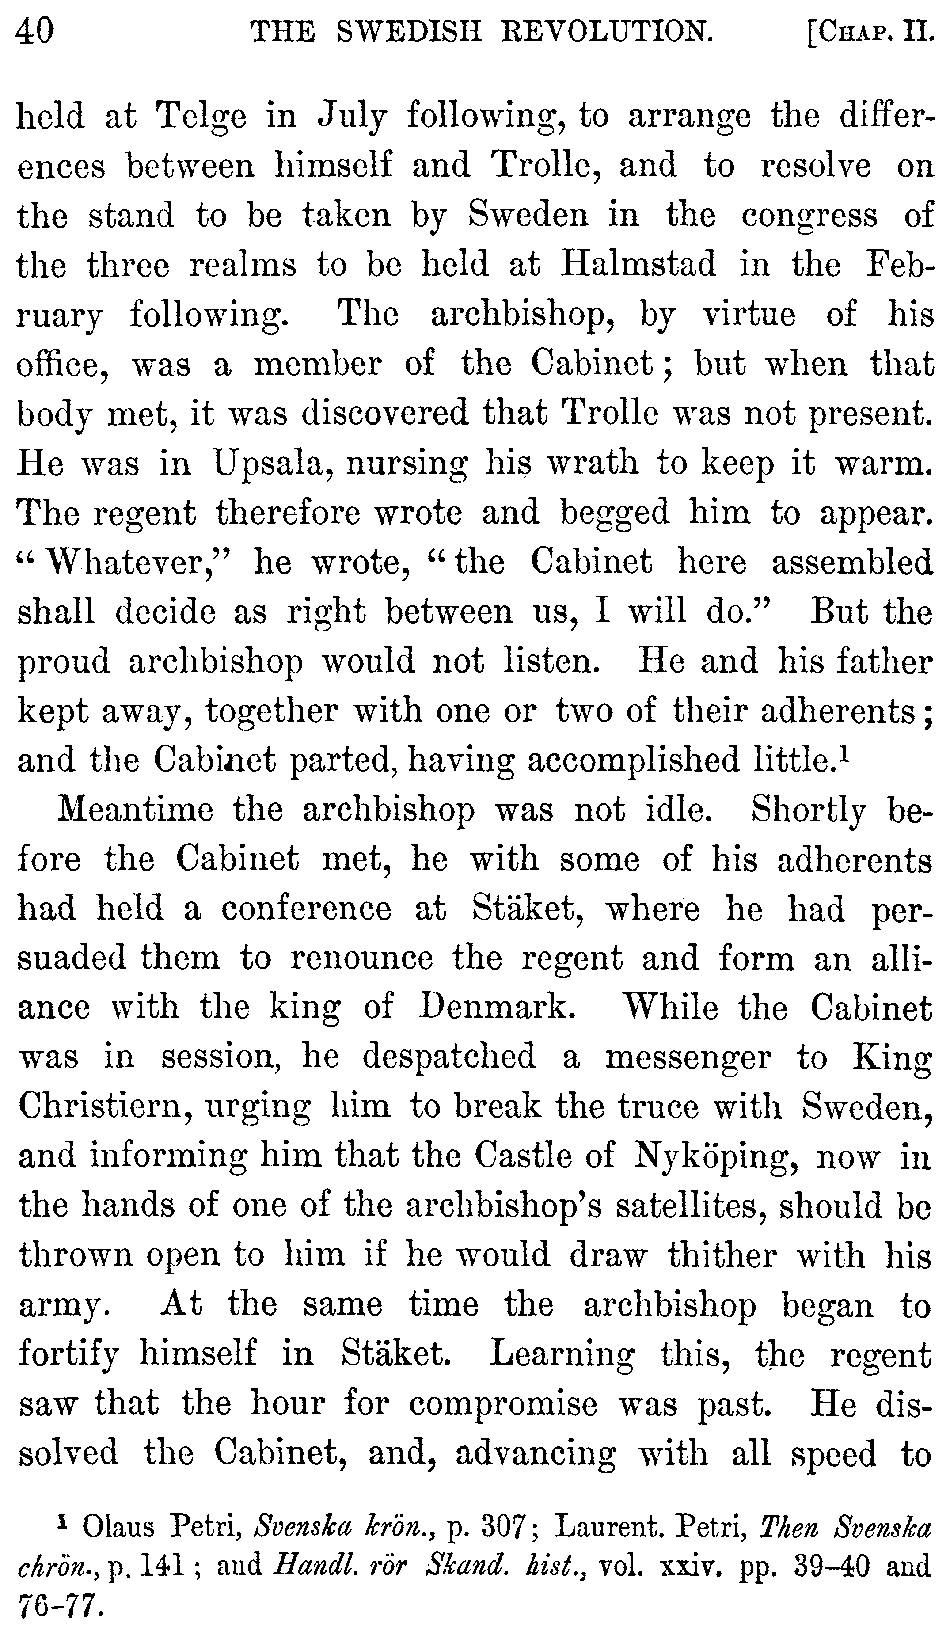 40 THE SWEDISH REVOLUTION. [CHAP. II.
held at Telge in July following, to arrange the differ-
ences between himself and Trolle, and to resolve on
the stand to be taken by Sweden in the congress of
the three realms to be held at Halmstad in the Feb-
ruary following. The archbishop, by virtue of his
office, was a member of the Cabinet; but when that
body met, it was discovered that Trolle was not present.
He was in Upsala, nursing his wrath to keep it warm.
The regent therefore wrote and begged him to appear.
“Whatever,” he wrote, “the Cabinet here assembled
shall decide as right between us, I will do.” But the
proud archbishop would not listen. He and his father
kept away, together with one or two of their adherents;
and the Cabinet parted, having accomplished little.¹
Meantime the archbishop was not idle. Shortly be-
fore the Cabinet met, he with some of his adherents
had held a conference at Stäket, where he had per-
suaded them to renounce the regent and form an alli-
ance with the king of Denmark. While the Cabinet
was in session, he despatched a messenger to King
Christiern, urging him to break the truce with Sweden,
and informing him that the Castle of Nyköping, now in
the hands of one of the archbishop’s satellites, should be
thrown open to him if he would draw thither with his
army. At the same time the archbishop began to
fortify himself in Stäket. Learning this, the regent
saw that the hour for compromise was past. He dis-
solved the Cabinet, and, advancing with all speed to
¹ Olaus Petri, Svenska krön., p. 307; Laurent. Petri, Then Svenska
chrön., p. 141; and Handl. rör Skand. hist., vol. xxiv. pp. 39–40 and
76–77.